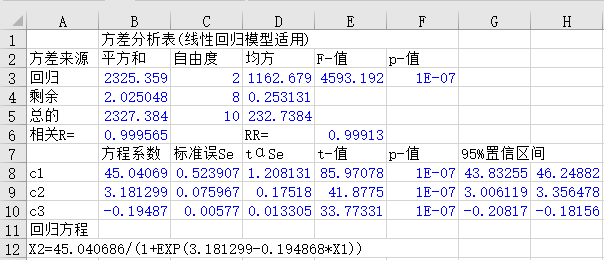 A B C D E F G H
1 方差分析表(线性回归模型适用)
2 方差来源 平方和 自由度 均方 F-值 p-值
3 回归 2325.359 2 1162.679 4593.192 1E-07
4 剩余 2.025048 8 0.253131
5 总的 2327.384 10 232.7384
6 相关R= 0.999565 RR= 0.99913
7 方程系数 标准误Se tαSe t-值 p-值 95%置信区间
8 c1 45.04069 0.523907 1.208131 85.97078 1E-07 43.83255 46.24882
9 c2 3.181299 0.075967 0.17518 41.8775 1E-07 3.006119 3.356478
10 c3 -0.19487 0.00577 0.013305 33.77331 1E-07 -0.20817 -0.18156
11 回归方程
12 X2=45.040686/(1+EXP(3.181299-0.194868*X1))